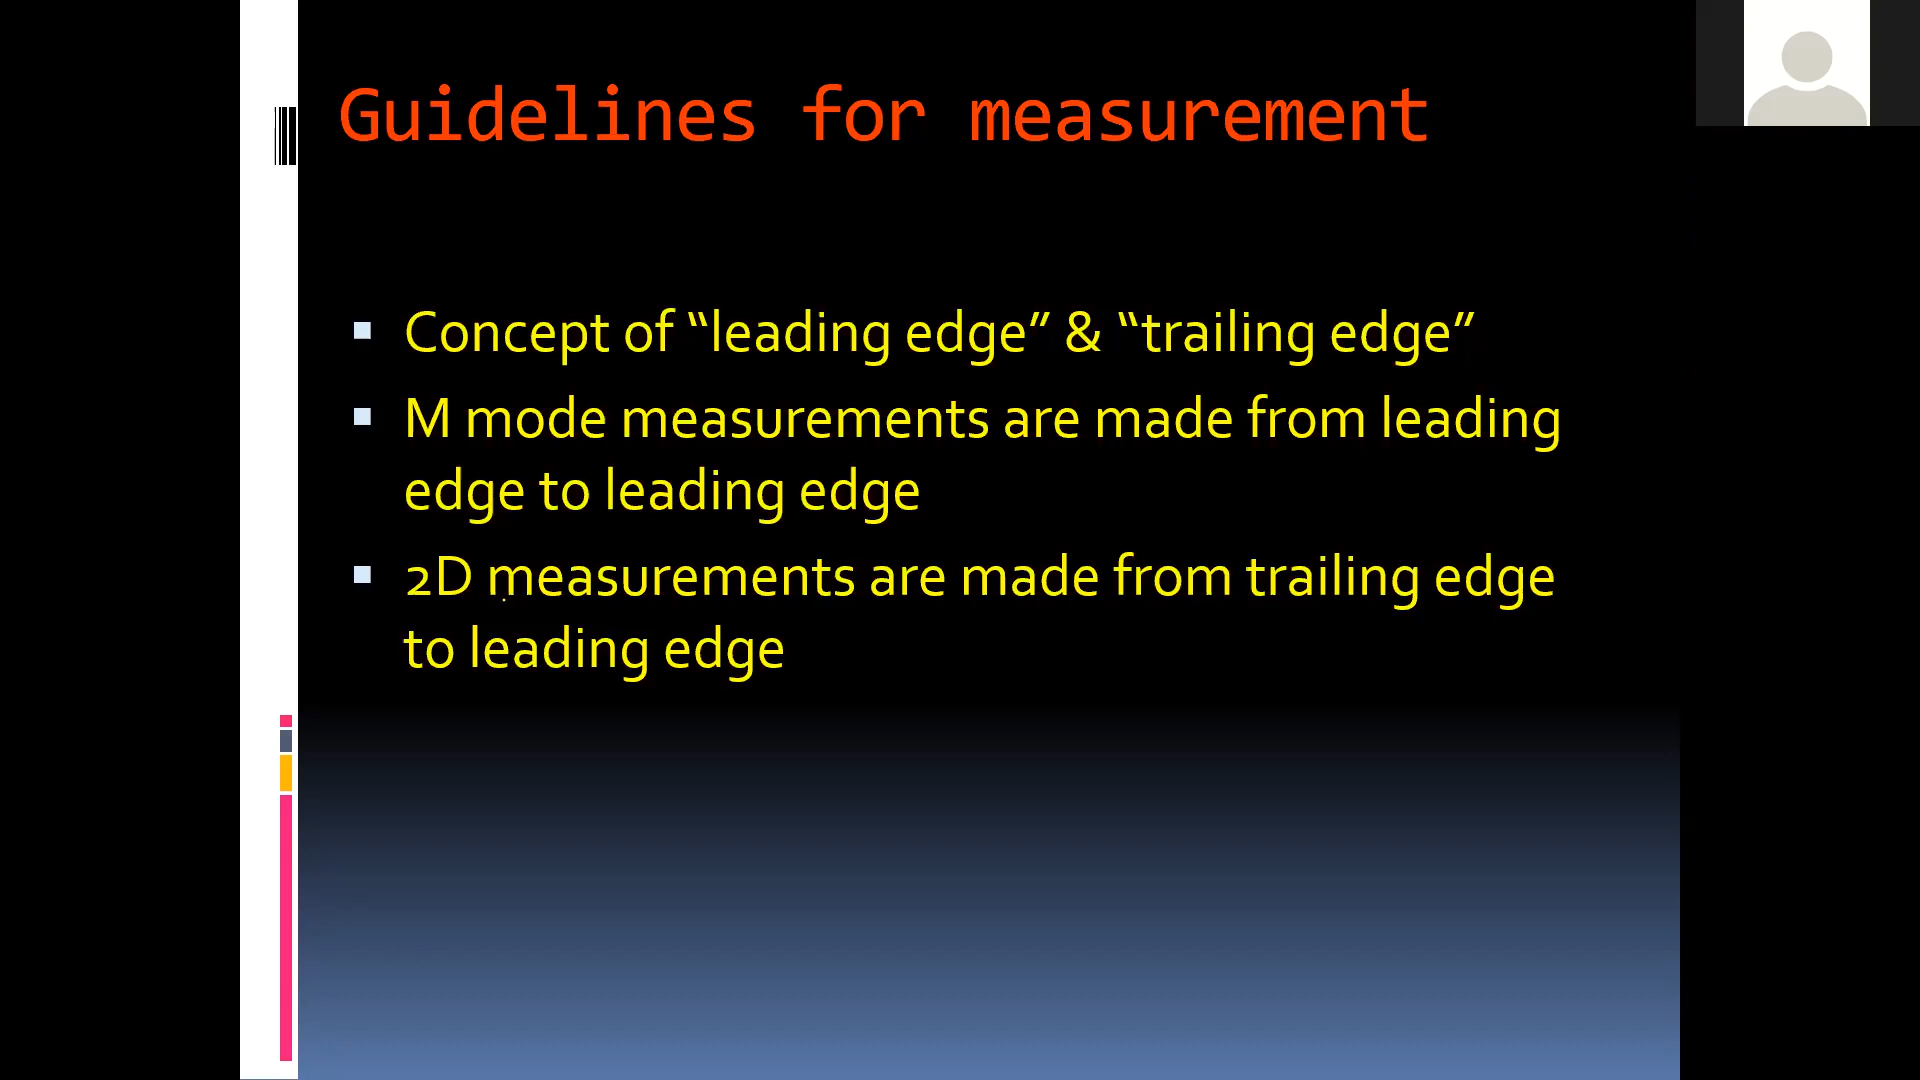 Guidelines for measurement
Concept of “leading edge” & “trailing edge”
M mode measurements are made from leading
edge to leading edge
2D measurements are made from trailing edge
to leading edge